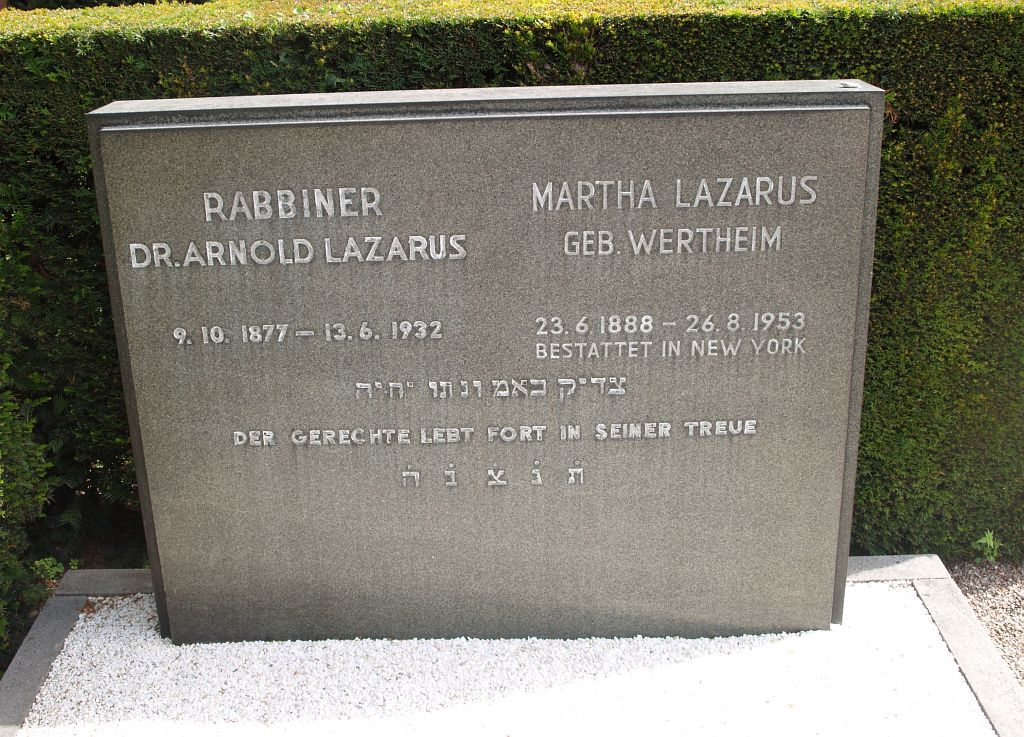 RABBINER
DR. ARNOLD LAZARUS
9. 10. 1877 – 13. 6. 1932
MARTHA LAZARUS
GEB. WERTHEIM
23. 6. 1888 – 26. 8. 1953
BESTATTET IN NEW YORK
צדיק באמונתו יחיה
DER GERECHTE LEBT FORT IN SEINER TREUE
ת̇ נ̇ צ נ̇ ה̇